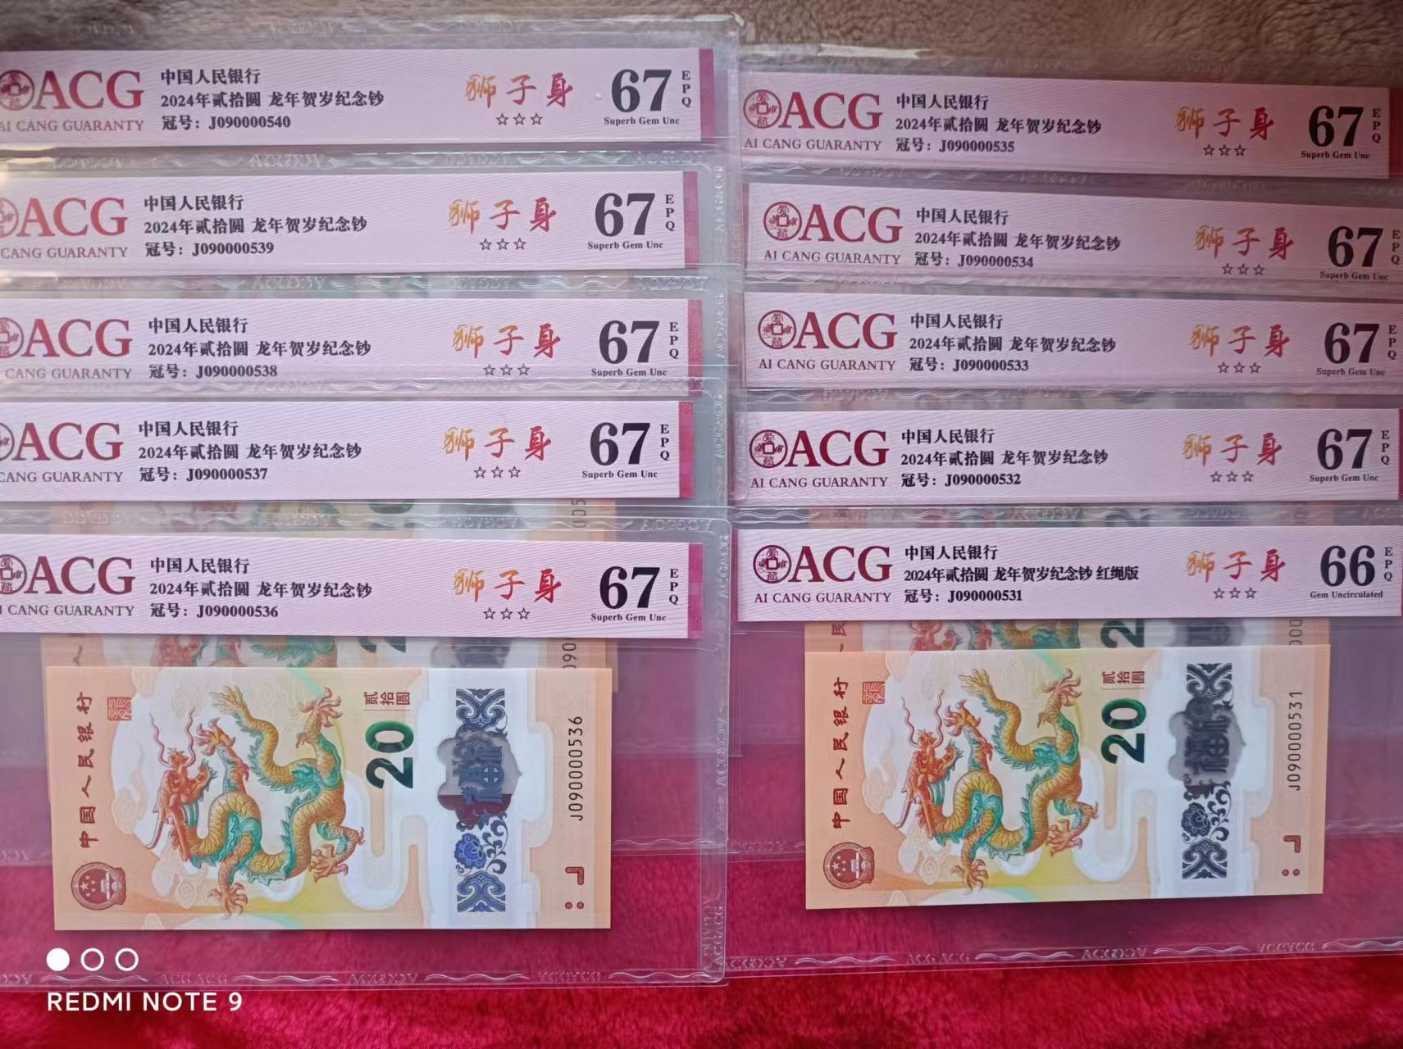 ACG
AI CANG GUARANTY
中国人民银行
2024年贰拾圆 龙年贺岁纪念钞
冠号：J090000540
狮子身
☆☆☆
67
EPQ
Superb Gem Unc
ACG
CANG GUARANTY
中国人民银行
2024年贰拾圆 龙年贺岁纪念钞
冠号：J090000539
狮子身
☆☆☆
67
EPQ
Superb Gem Unc
ACG
CANG GUARANTY
中国人民银行
2024年贰拾圆 龙年贺岁纪念钞
冠号：J090000538
狮子身
☆☆☆
67
EPQ
Superb Gem Unc
ACG
CANG GUARANTY
中国人民银行
2024年贰拾圆 龙年贺岁纪念钞
冠号：J090000537
狮子身
☆☆☆
67
EPQ
Superb Gem Unc
ACG
I CANG GUARANTY
中国人民银行
2024年贰拾圆 龙年贺岁纪念钞
冠号：J090000536
狮子身
☆☆☆
67
EPQ
Superb Gem Unc
中国人民银行
贰拾圆
20
J090000536
REDMI NOTE 9
ACG
AI CANG GUARANTY
中国人民银行
2024年贰拾圆 龙年贺岁纪念钞
冠号：J090000535
狮子身
☆☆☆
67
EPQ
Superb Gem Unc
ACG
AI CANG GUARANTY
中国人民银行
2024年贰拾圆 龙年贺岁纪念钞
冠号：J090000534
狮子身
☆☆☆
67
EPQ
Superb Gem Unc
ACG
AI CANG GUARANTY
中国人民银行
2024年贰拾圆 龙年贺岁纪念钞
冠号：J090000533
狮子身
☆☆☆
67
EPQ
Superb Gem Unc
ACG
AI CANG GUARANTY
中国人民银行
2024年贰拾圆 龙年贺岁纪念钞
冠号：J090000532
狮子身
☆☆☆
67
EPQ
Superb Gem Unc
ACG
AI CANG GUARANTY
中国人民银行
2024年贰拾圆 龙年贺岁纪念钞 红绳版
冠号：J090000531
狮子身
☆☆☆
66
EPQ
Gem Uncirculated
中国人民银行
贰拾圆
20
J090000531